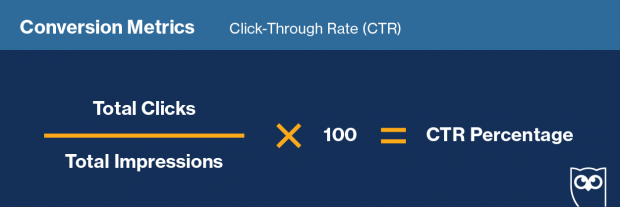 Conversion Metrics Click-Through Rate (CTR)
Total Clicks
Total Impressions
× 100 = CTR Percentage